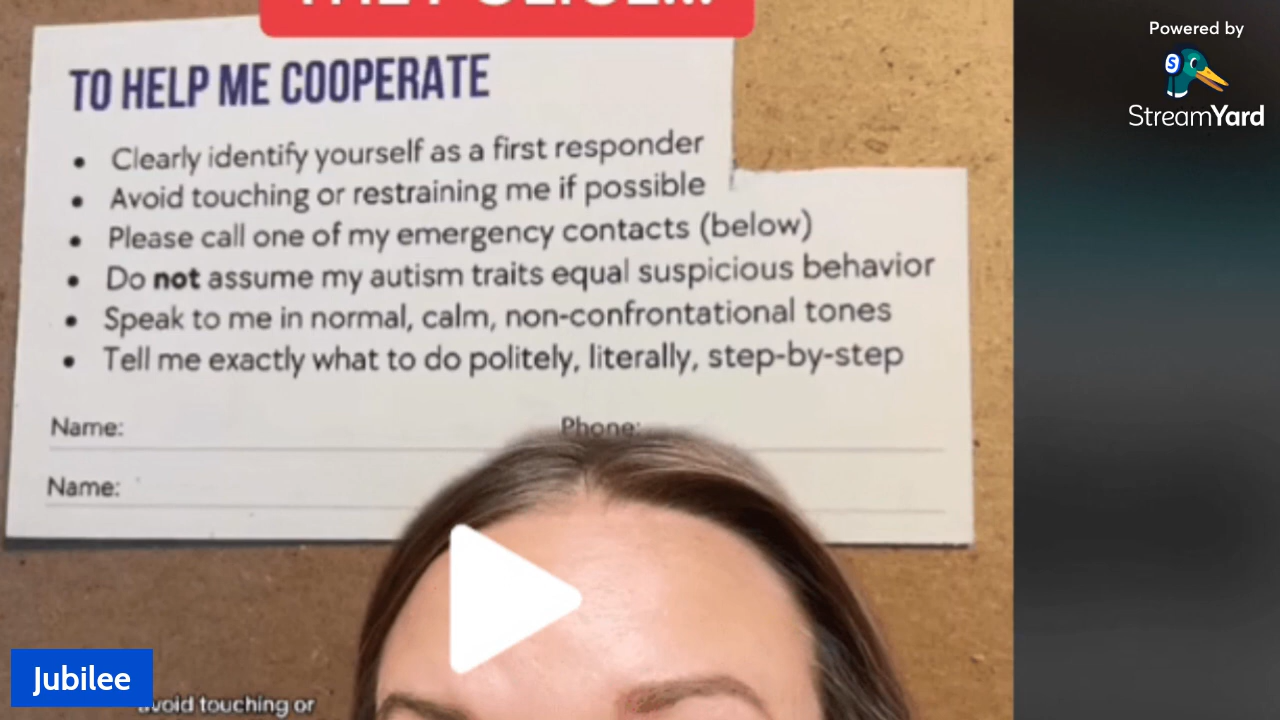 Powered by
StreamYard
TO HELP ME COOPERATE
• Clearly identify yourself as a first responder
• Avoid touching or restraining me if possible
• Please call one of my emergency contacts (below)
• Do not assume my autism traits equal suspicious behavior
• Speak to me in normal, calm, non-confrontational tones
• Tell me exactly what to do politely, literally, step-by-step
Name: Phone:
Name:
Jubilee
avoid touching or